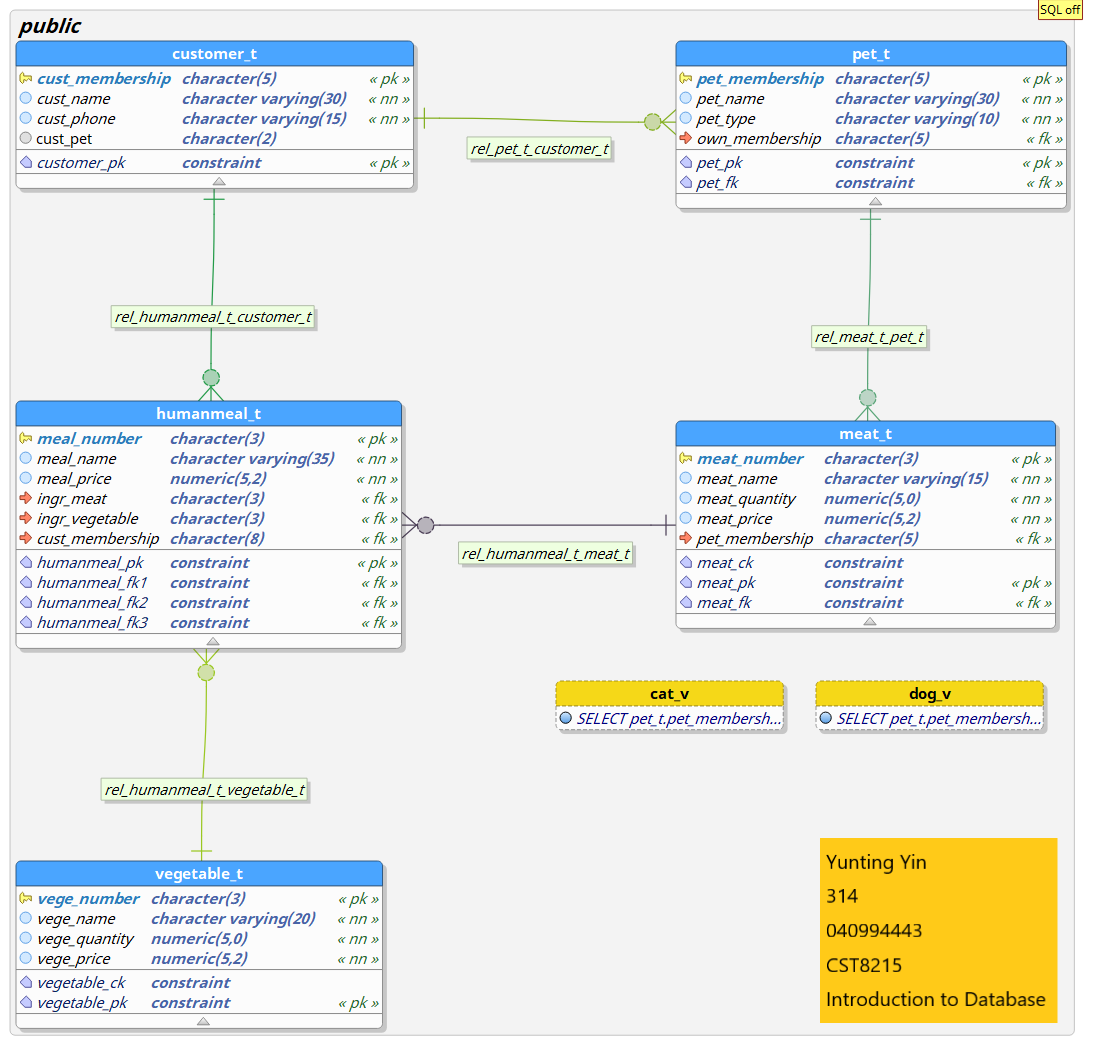 SQL off
public
customer_t
cust_membership character(5) « pk »
cust_name character varying(30) « nn »
cust_phone character varying(15) « nn »
cust_pet character(2)
customer_pk constraint « pk »
rel_pet_t_customer_t
pet_t
pet_membership character(5) « pk »
pet_name character varying(30) « nn »
pet_type character varying(10) « nn »
own_membership character(5) « fk »
pet_pk constraint « pk »
pet_fk constraint « fk »
rel_humanmeal_t_customer_t
rel_meat_t_pet_t
humanmeal_t
meal_number character(3) « pk »
meal_name character varying(35) « nn »
meal_price numeric(5,2) « nn »
ingr_meat character(3) « fk »
ingr_vegetable character(3) « fk »
cust_membership character(8) « fk »
humanmeal_pk constraint « pk »
humanmeal_fk1 constraint « fk »
humanmeal_fk2 constraint « fk »
humanmeal_fk3 constraint « fk »
rel_humanmeal_t_meat_t
meat_t
meat_number character(3) « pk »
meat_name character varying(15) « nn »
meat_quantity numeric(5,0) « nn »
meat_price numeric(5,2) « nn »
pet_membership character(5) « fk »
meat_ck constraint
meat_pk constraint « pk »
meat_fk constraint « fk »
cat_v
SELECT pet_t.pet_membersh...
dog_v
SELECT pet_t.pet_membersh...
rel_humanmeal_t_vegetable_t
vegetable_t
vege_number character(3) « pk »
vege_name character varying(20) « nn »
vege_quantity numeric(5,0) « nn »
vege_price numeric(5,2) « nn »
vegetable_ck constraint
vegetable_pk constraint « pk »
Yunting Yin
314
040994443
CST8215
Introduction to Database